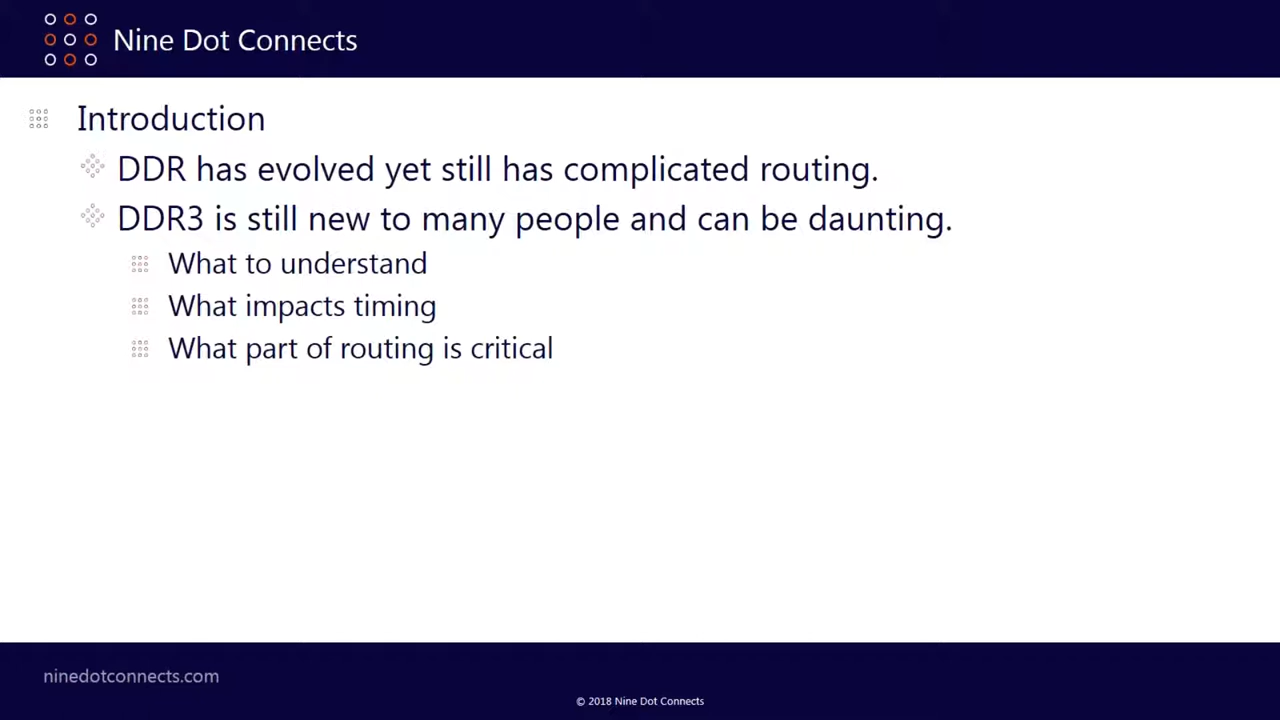 Nine Dot Connects
Introduction
DDR has evolved yet still has complicated routing.
DDR3 is still new to many people and can be daunting.
What to understand
What impacts timing
What part of routing is critical
ninedotconnects.com
© 2018 Nine Dot Connects